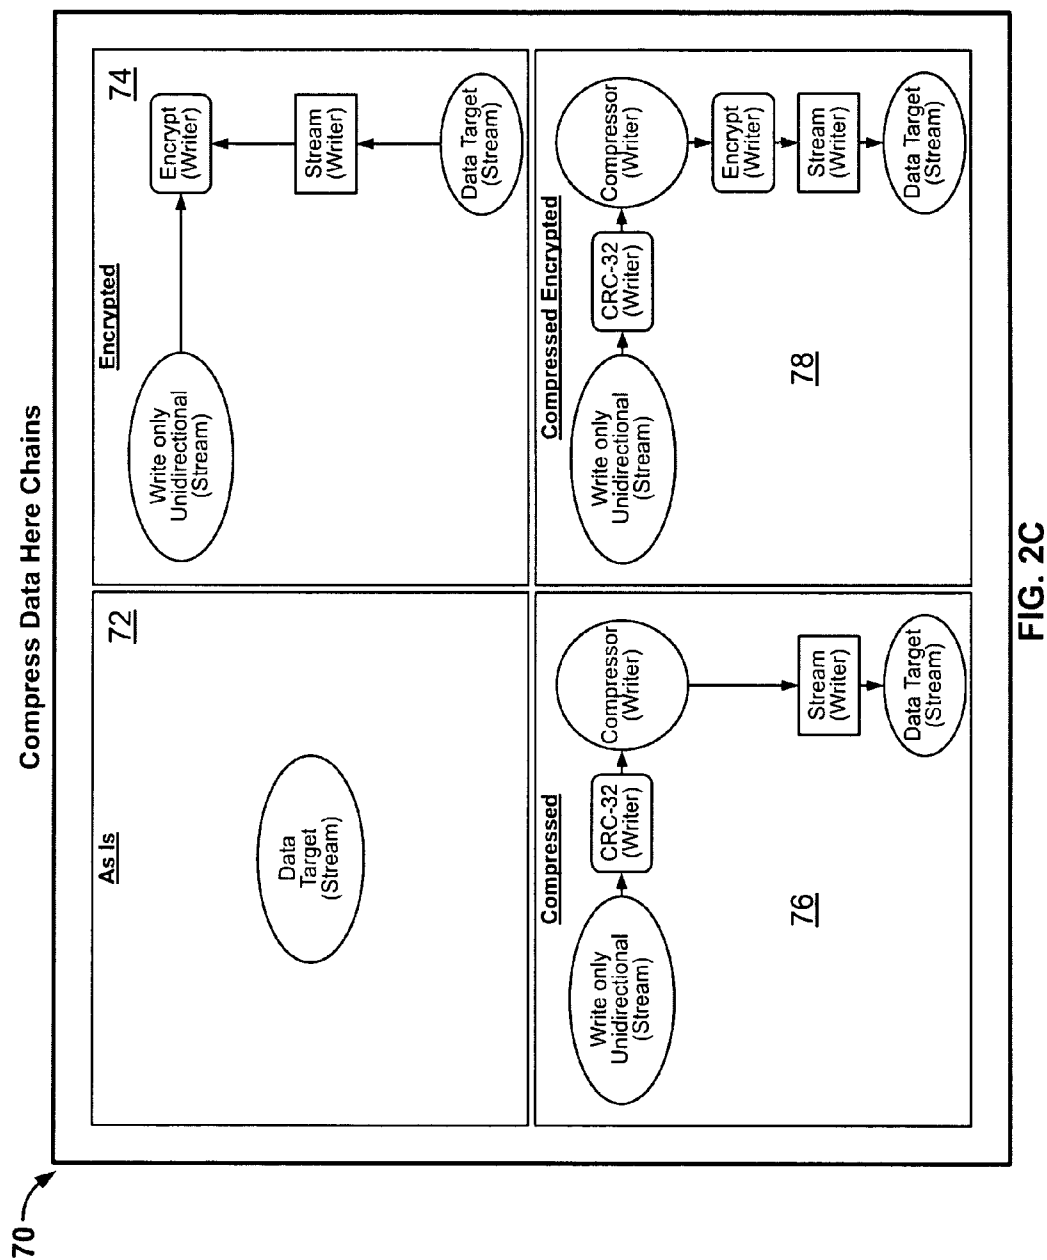 Compress Data Here Chains
70
As Is
72
Data
Target
(Stream)
Encrypted
74
Write only
Unidirectional
(Stream)
Encrypt
(Writer)
Stream
(Writer)
Data Target
(Stream)
Compressed
Write only
Unidirectional
(Stream)
CRC-32
(Writer)
Compressor
(Writer)
Stream
(Writer)
Data Target
(Stream)
76
Compressed Encrypted
Write only
Unidirectional
(Stream)
CRC-32
(Writer)
Compressor
(Writer)
Encrypt
(Writer)
Stream
(Writer)
Data Target
(Stream)
78
FIG. 2C